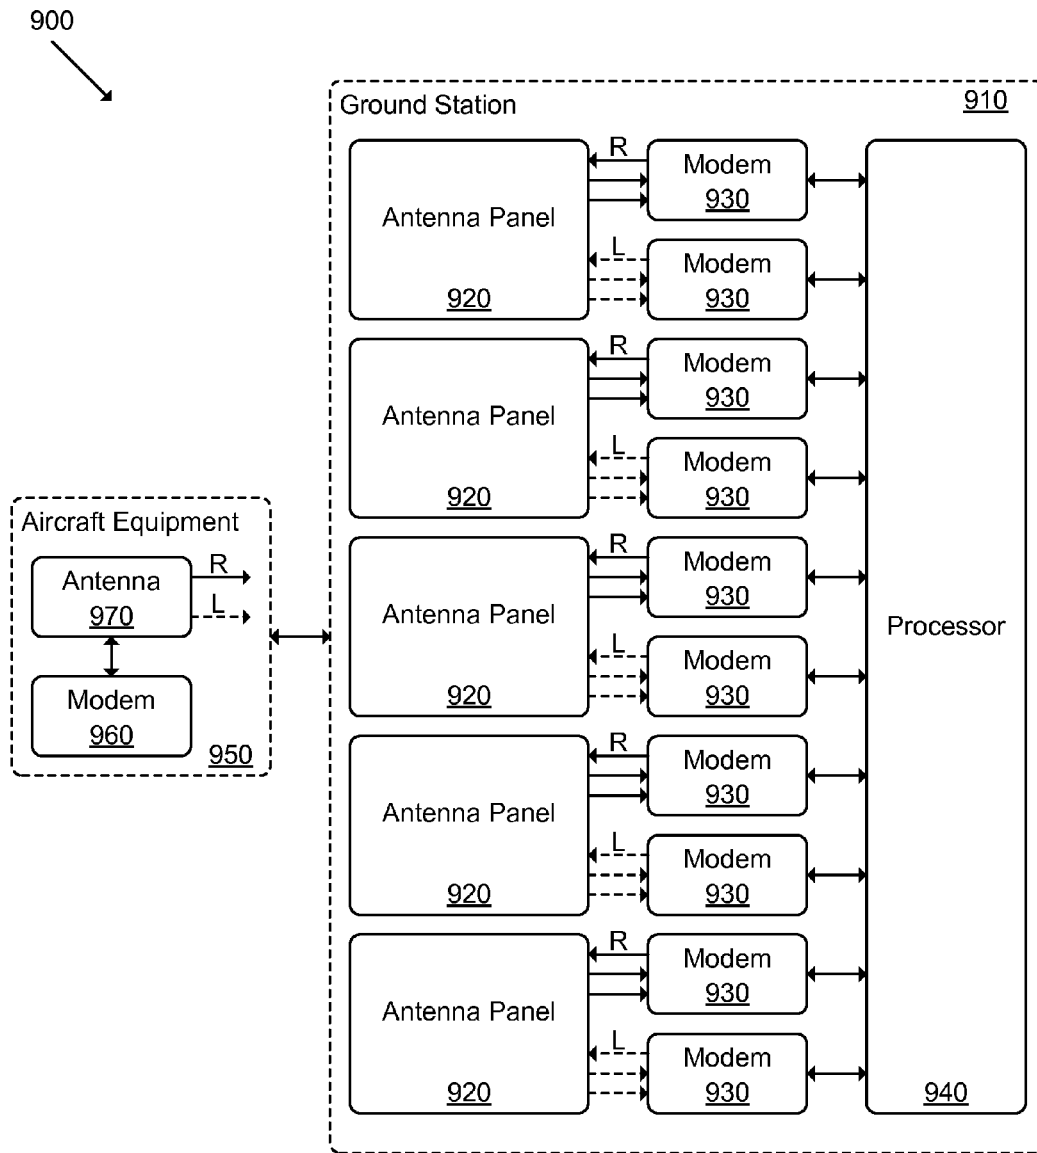 900
Ground Station
910
R
Modem
930
Antenna Panel
920
L
Modem
930
R
Modem
930
Antenna Panel
920
L
Modem
930
Aircraft Equipment
Antenna
970
R
L
Modem
960
950
R
Modem
930
Antenna Panel
920
L
Modem
930
R
Modem
930
Antenna Panel
920
L
Modem
930
R
Modem
930
Antenna Panel
920
L
Modem
930
Processor
940